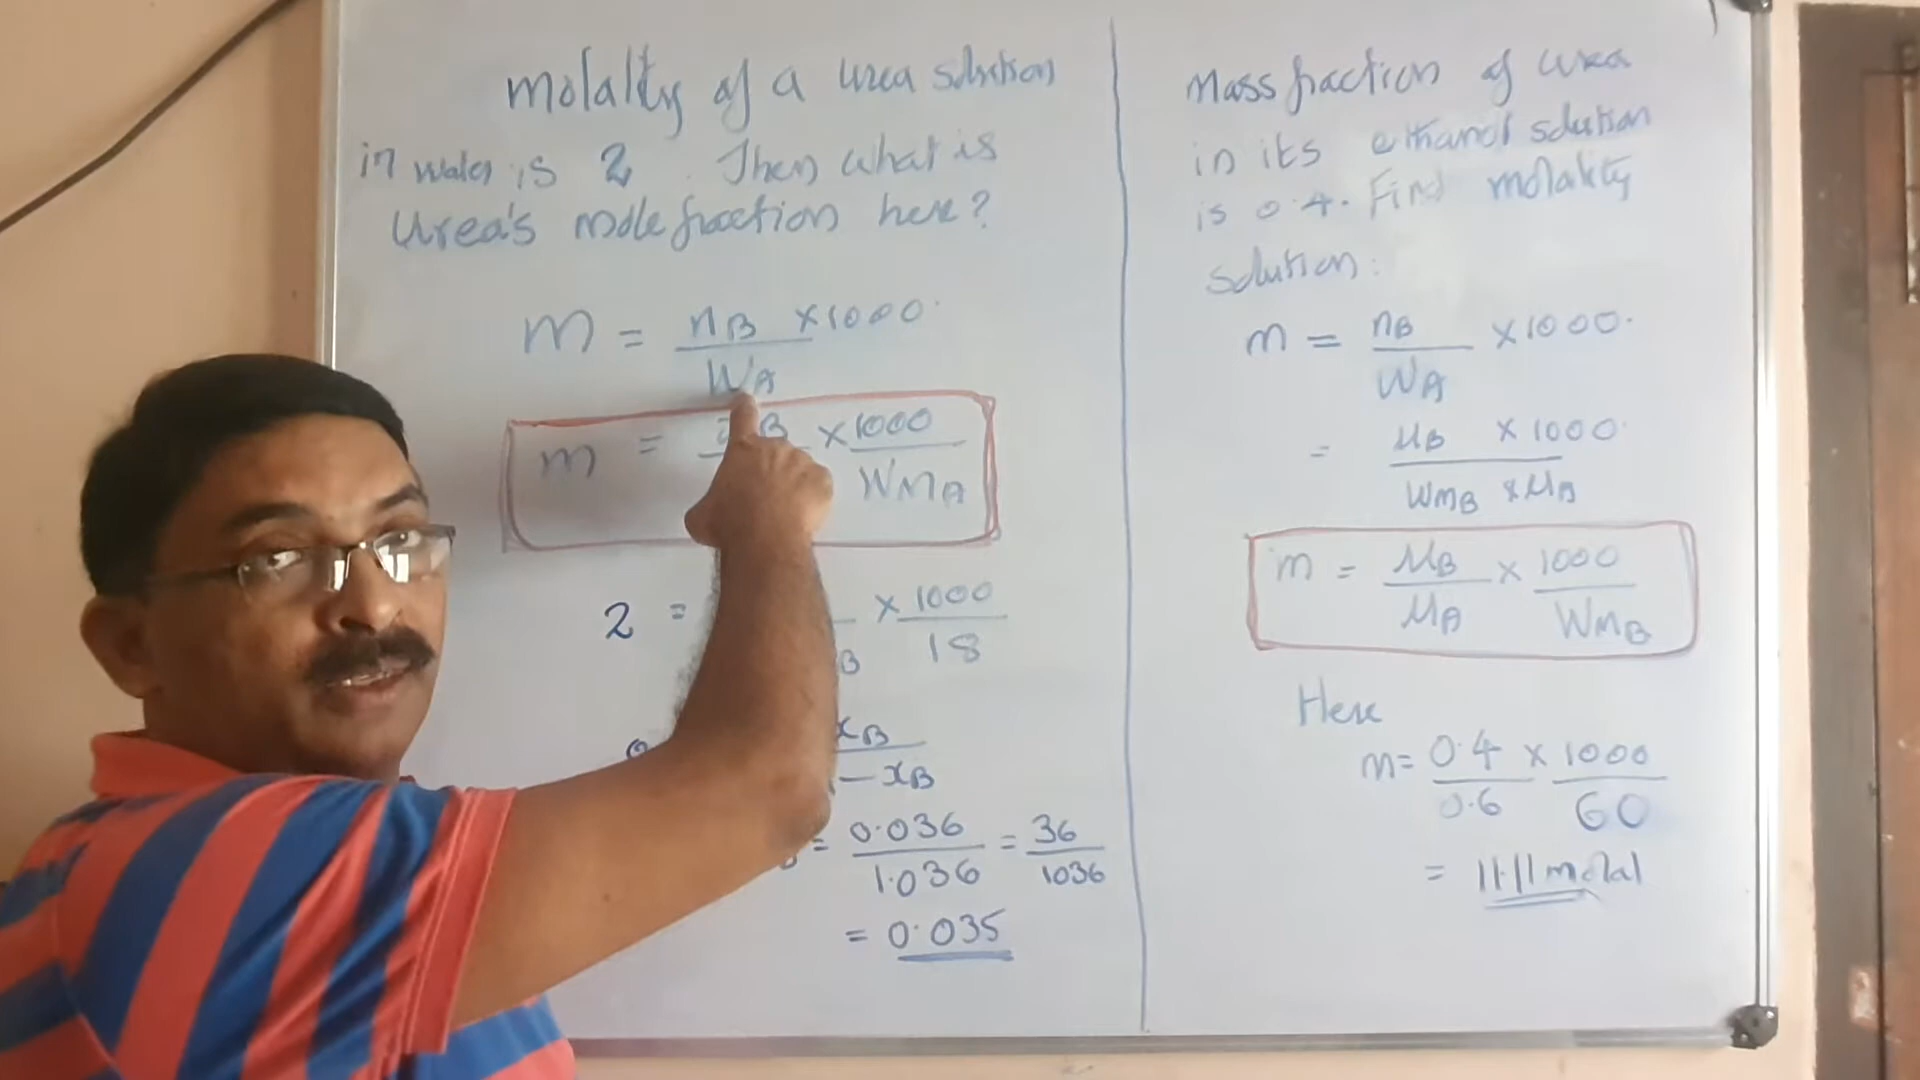 molality of a urea solution
in water is 2. Then what is
Urea's mole fraction here?
m = nB/WA × 1000.
m = B × 1000/WMA
2 = B × 1000/18
xB/ - xB
= 0.036/1.036 = 36/1036
= 0.035
Mass fraction of urea
in its ethanol solution
is 0.4. Find molality
solution:
m = nB/WA × 1000.
= μB × 1000./WMB × μA
m = μB/μA × 1000/WMB
Here
m = 0.4/0.6 × 1000/60
= 11.11 molal